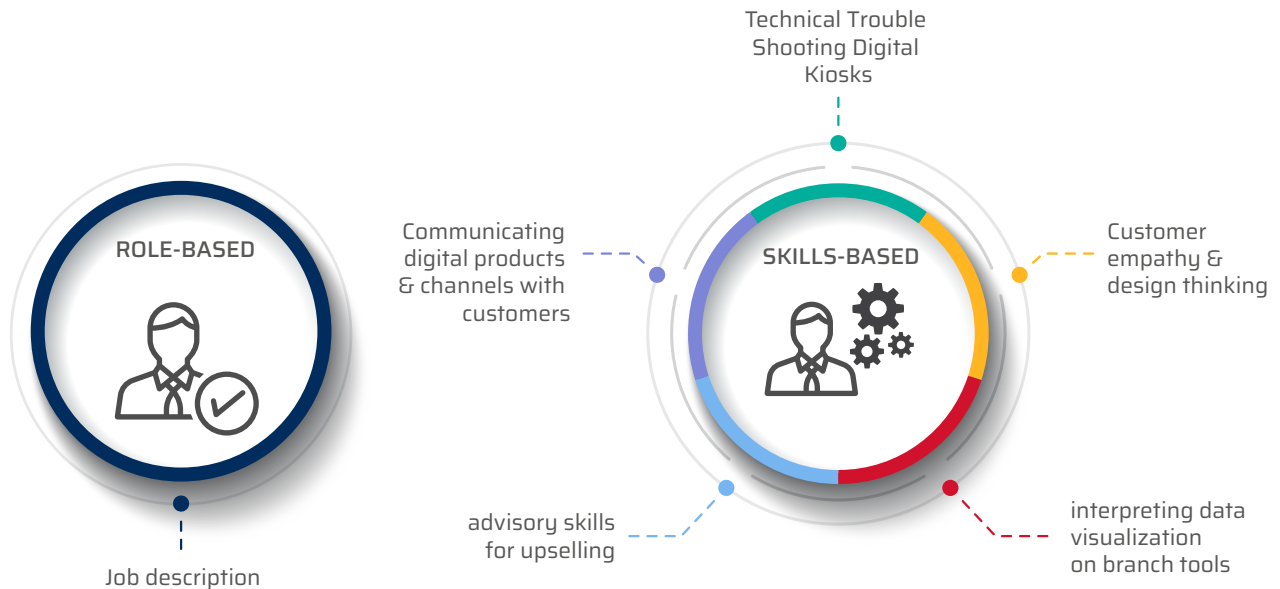 ROLE-BASED
Job description
Technical Trouble
Shooting Digital
Kiosks
Communicating
digital products
& channels with
customers
SKILLS-BASED
Customer
empathy &
design thinking
advisory skills
for upselling
interpreting data
visualization
on branch tools